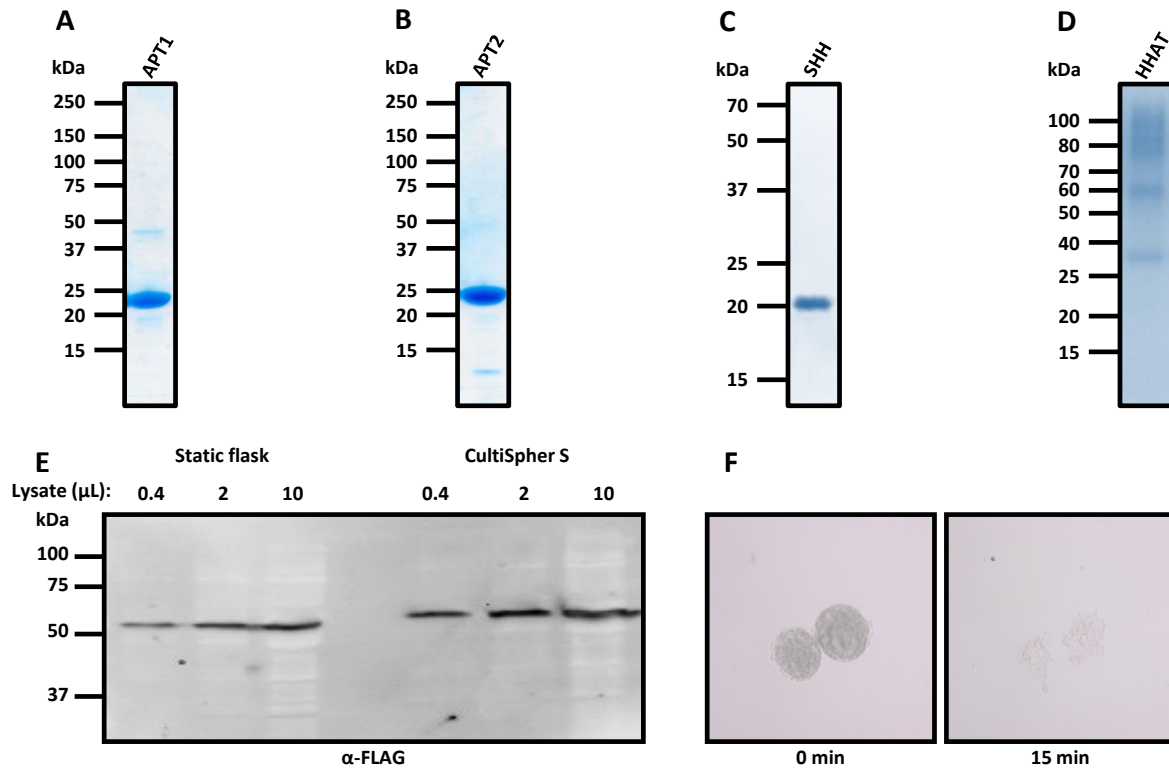 A
APT1
kDa
250
150
100
75
50
37
25
20
15
B
APT2
kDa
250
150
100
75
50
37
25
20
15
C
SHH
kDa
70
50
37
25
20
15
D
HHAT
kDa
100
80
70
60
50
40
25
20
15
E
Static flask CultiSpher S
Lysate (µL): 0.4 2 10 0.4 2 10
kDa
100
75
50
37
α-FLAG
F
0 min 15 min